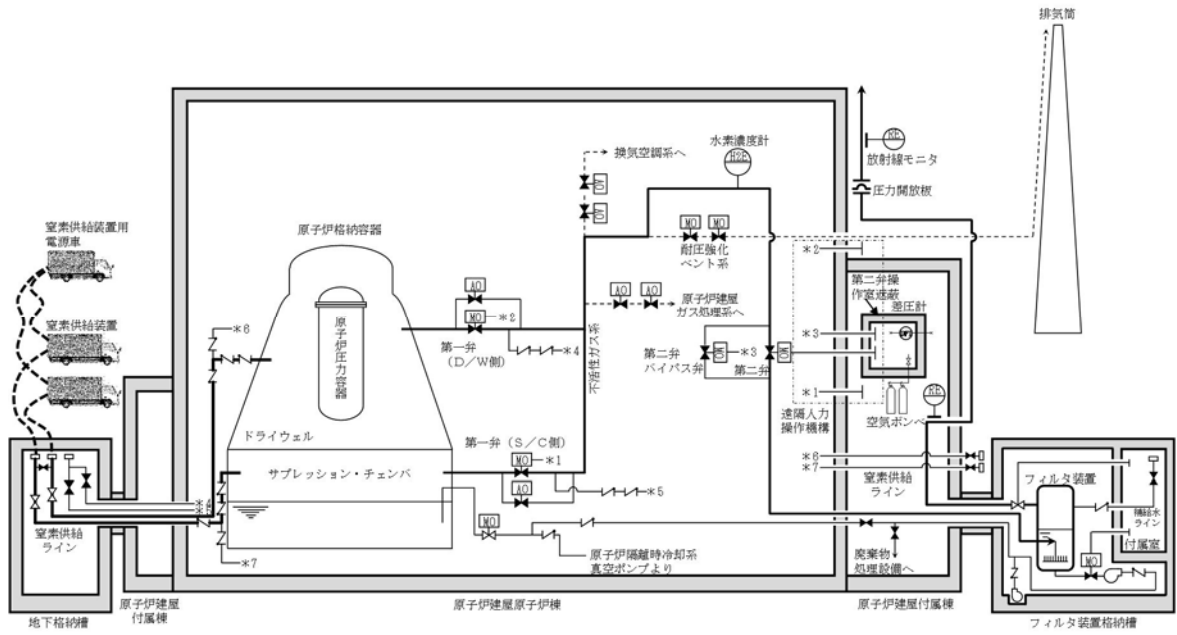 排気筒
水素濃度計
H2E
RE
放射線モニタ
換気空調系へ
AO
AO
圧力開放板
窒素供給装置用
電源車
原子炉格納容器
MO
MO
耐圧強化
ベント系
*2
第二弁操
作室遮蔽
差圧計
AO
MO
*2
AO
AO
原子炉建屋
ガス処理系へ
*6
原子炉圧力容器
第一弁
(D/W側)
*4
不活性ガス系
窒素供給装置
第二弁
バイパス弁
MO
*3
第二弁
MO
*3
*1
RE
遠隔人力
操作機構
空気ボンベ
ドライウェル
第一弁(S/C側)
MO
*1
サプレッション・チェンバ
AO
*5
*6
*7
窒素供給
ライン
フィルタ装置
補給水
ライン
付属室
MO
MO
窒素供給
ライン
*7
原子炉隔離時冷却系
真空ポンプより
廃棄物
処理設備へ
地下格納槽
原子炉建屋
付属棟
原子炉建屋原子炉棟
原子炉建屋付属棟
フィルタ装置格納槽